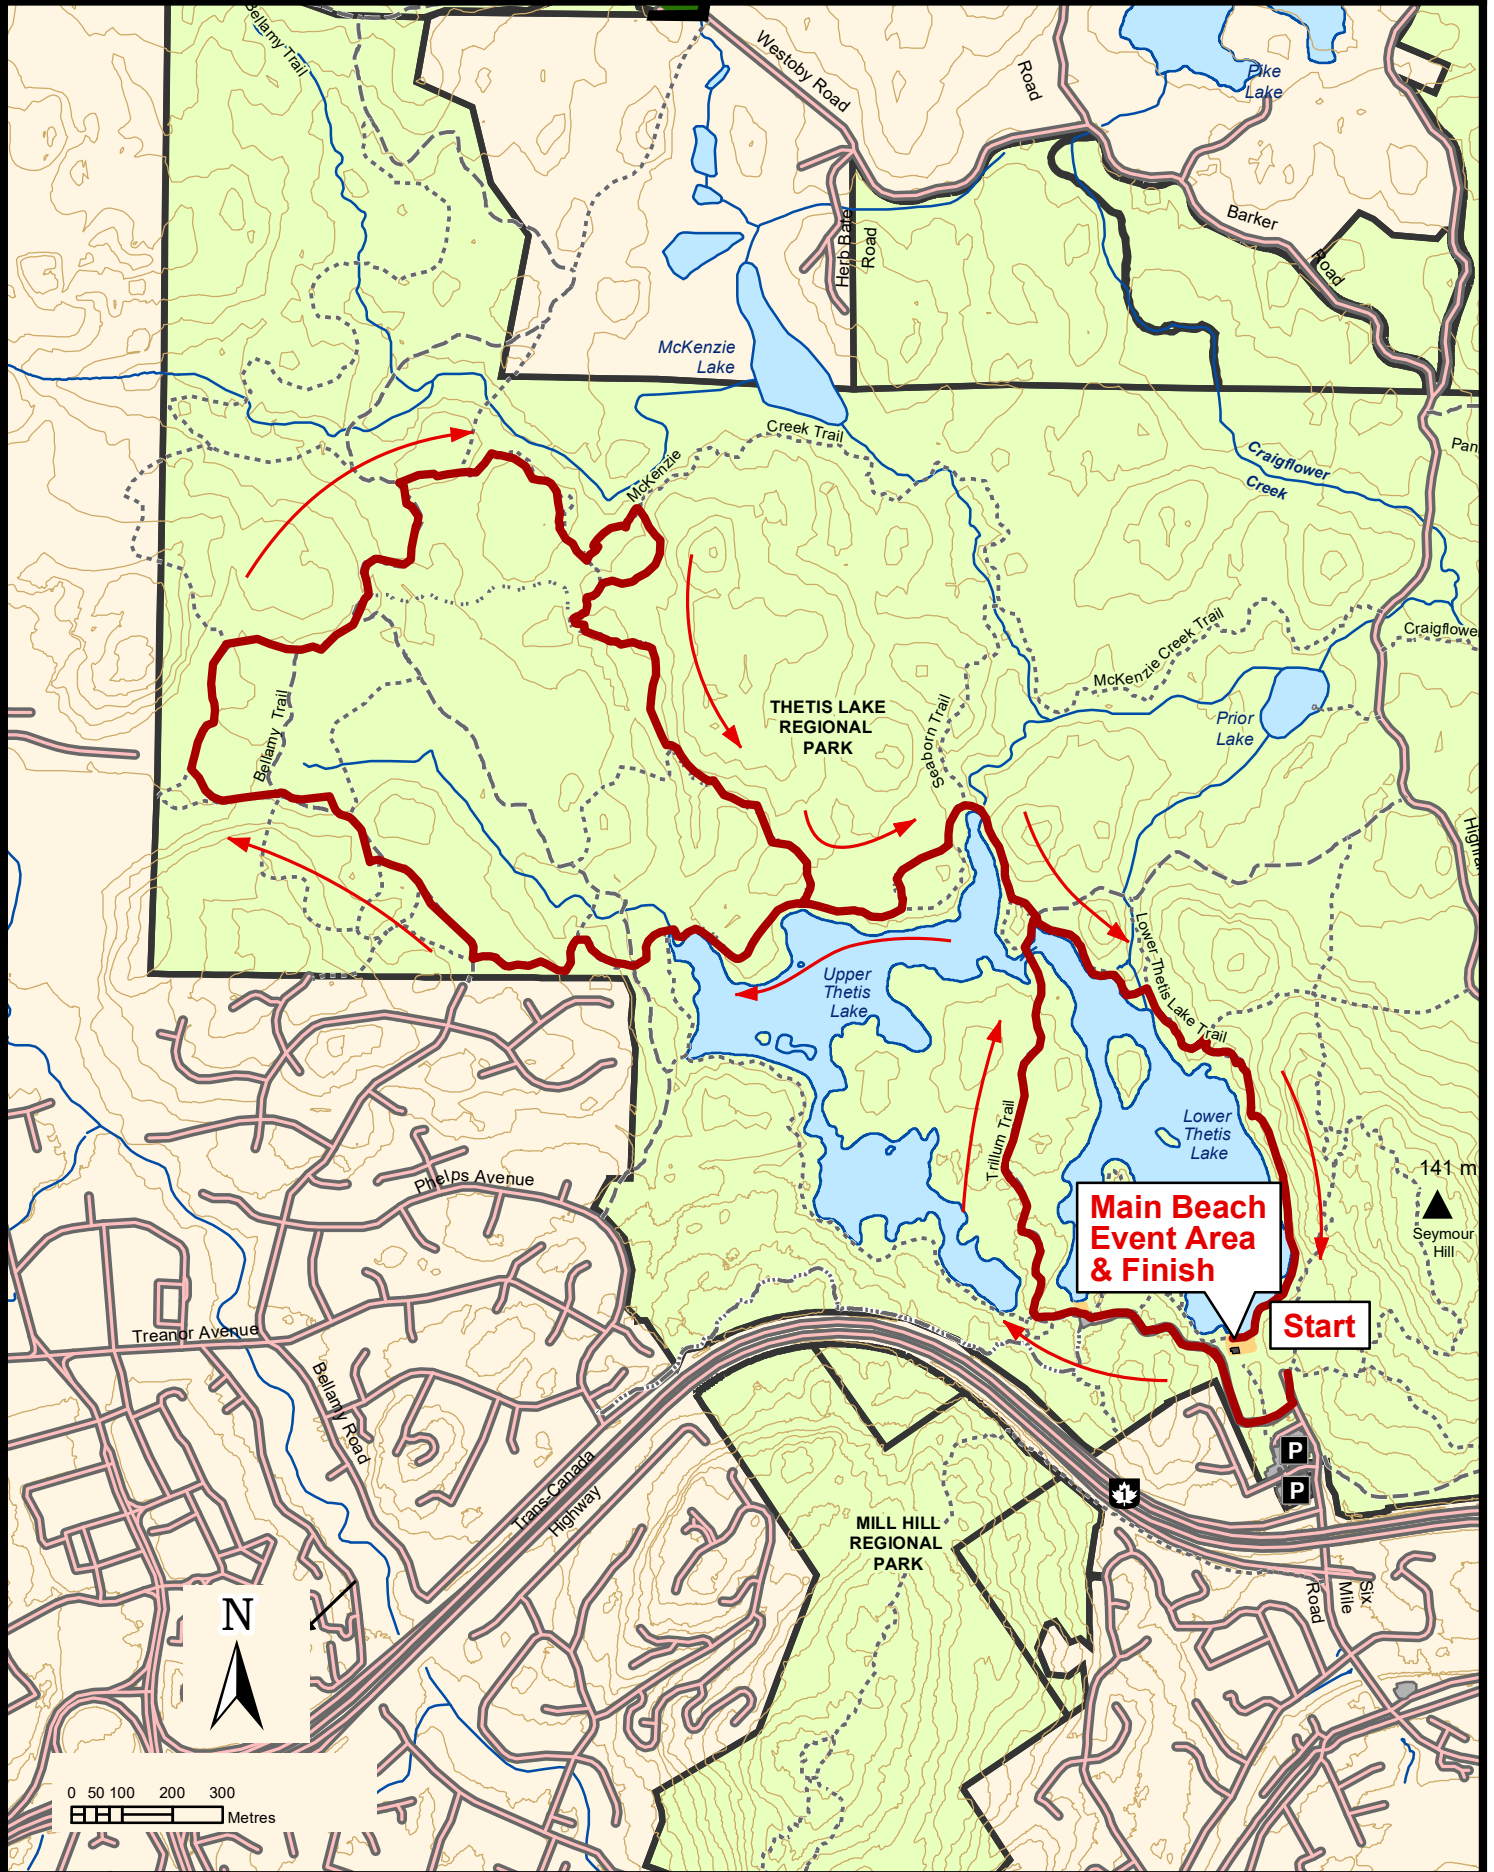 Bellamy Trail
Westoby Road
Road
Pike
Lake
Herb Bate
Road
Barker
Road
McKenzie
Lake
Creek Trail
McKenzie
Craigflower
Creek
McKenzie Creek Trail
Bellamy Trail
THETIS LAKE
REGIONAL
PARK
Seaborn Trail
Prior
Lake
Upper
Thetis
Lake
Lower Thetis Lake Trail
Lower
Thetis
Lake
Trillum Trail
141 m
Seymour
Hill
Phelps Avenue
Main Beach
Event Area
& Finish
Start
Treanor Avenue
Bellamy Road
P
P
1
Trans-Canada
Highway
MILL HILL
REGIONAL
PARK
Six
Mile
Road
N
0 50 100 200 300
Metres